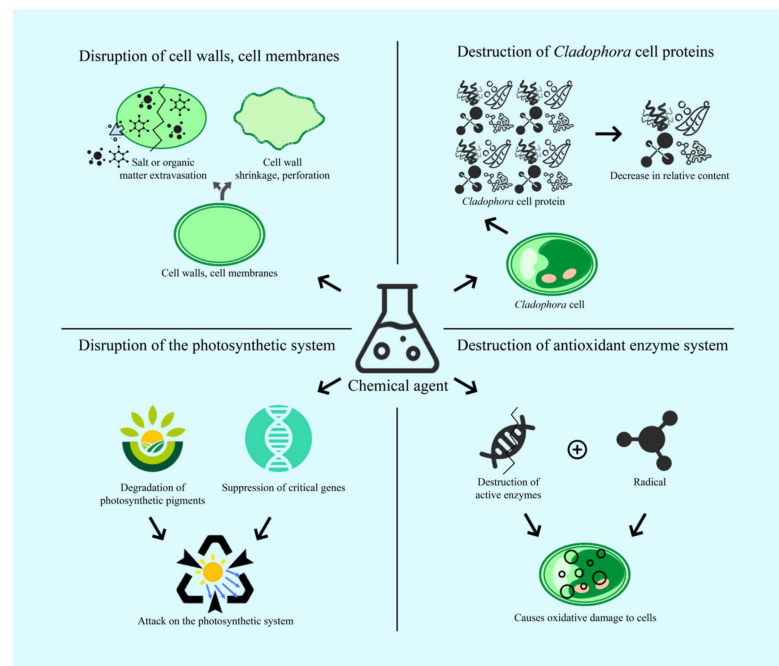 Disruption of cell walls, cell membranes
Salt or organic
matter extravasation
Cell wall
shrinkage, perforation
Cell walls, cell membranes
Destruction of Cladophora cell proteins
Cladophora cell protein
Decrease in relative content
Cladophora cell
Chemical agent
Disruption of the photosynthetic system
Degradation of
photosynthetic pigments
Suppression of critical genes
Attack on the photosynthetic system
Destruction of antioxidant enzyme system
Destruction of
active enzymes
Radical
Causes oxidative damage to cells